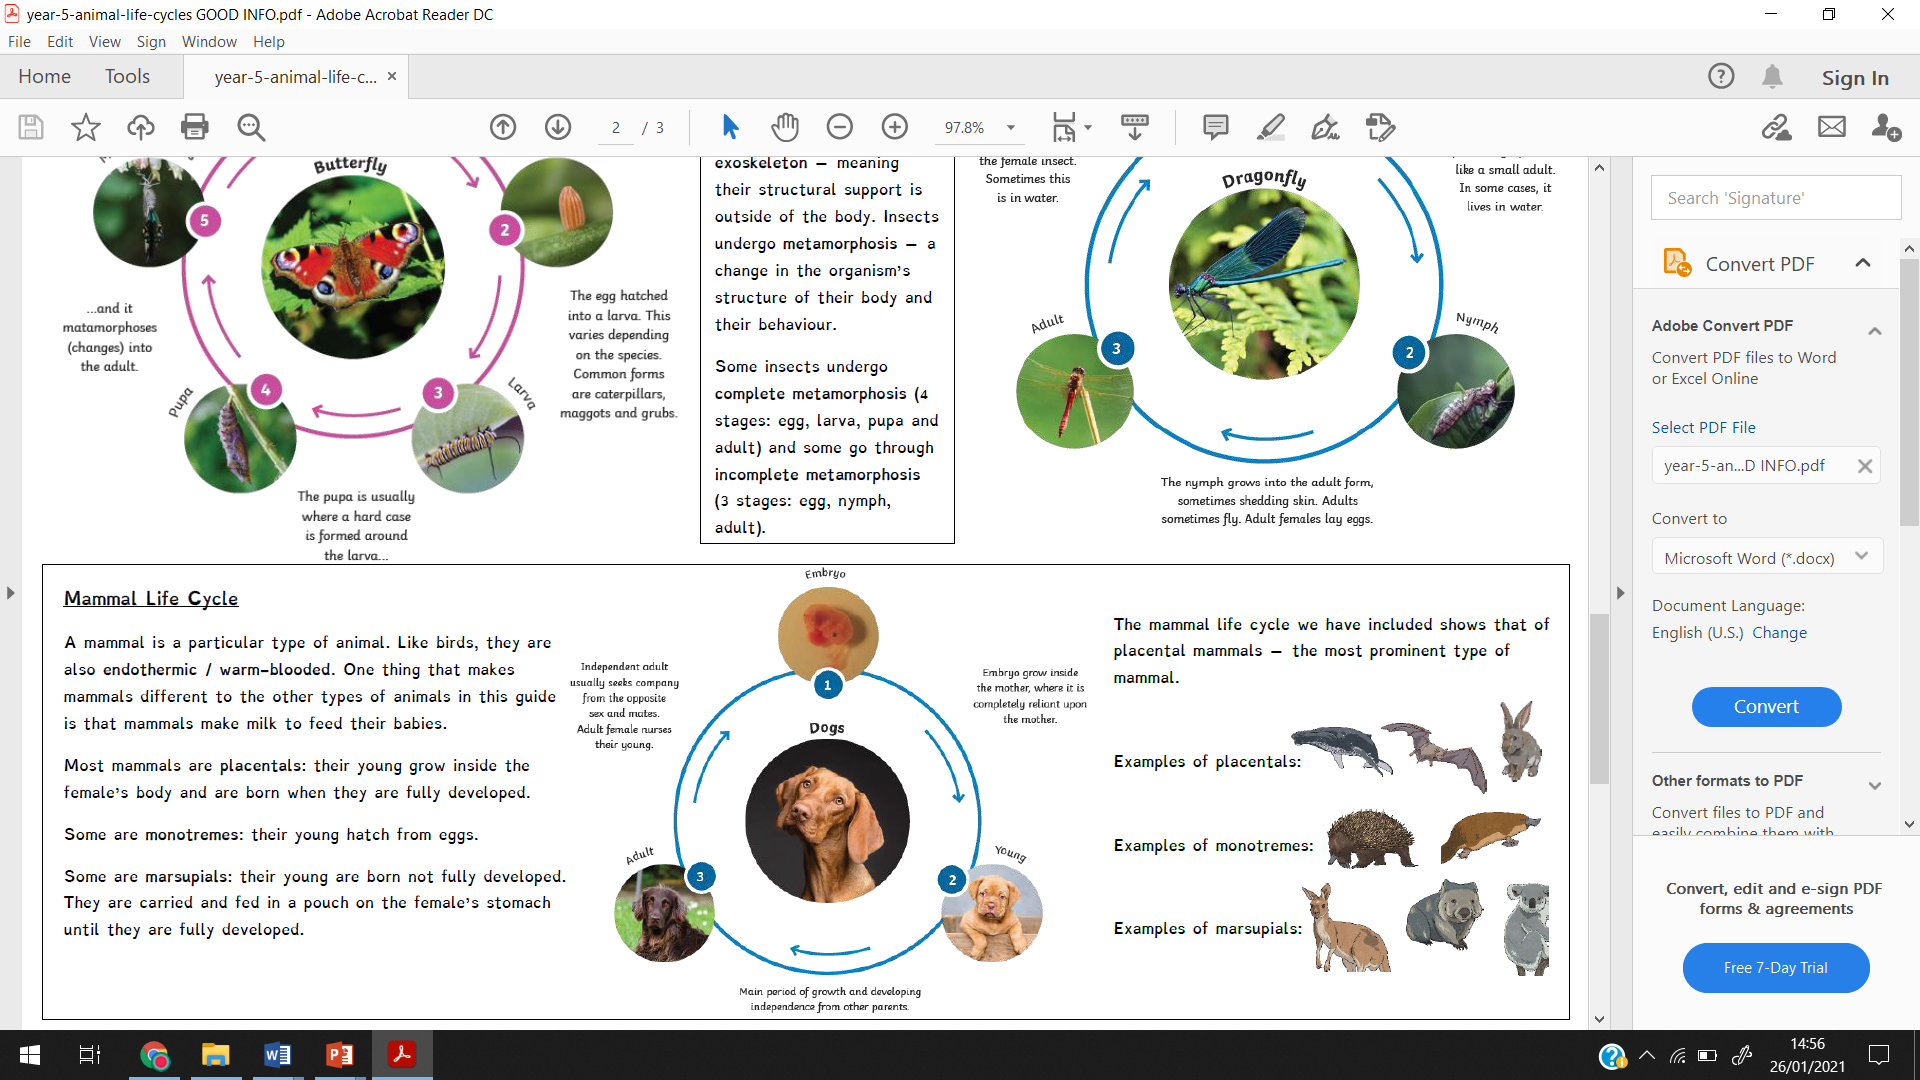 year-5-animal-life-cycles GOOD INFO.pdf - Adobe Acrobat Reader DC
File Edit View Sign Window Help
Home Tools year-5-animal-life-c... ×
Sign In
2 / 3
97.8%
Butterfly
5
2
...and it
matamorphoses
(changes) into
the adult.
The egg hatched
into a larva. This
varies depending
on the species.
Common forms
are caterpillars,
maggots and grubs.
Pupa
4
3
Larva
The pupa is usually
where a hard case
is formed around
the larva...
exoskeleton – meaning
their structural support is
outside of the body. Insects
undergo metamorphosis – a
change in the organism's
structure of their body and
their behaviour.
Some insects undergo
complete metamorphosis (4
stages: egg, larva, pupa and
adult) and some go through
incomplete metamorphosis
(3 stages: egg, nymph,
adult).
the female insect.
Sometimes this
is in water.
Dragonfly
like a small adult.
In some cases, it
lives in water.
Adult
3
2
Nymph
The nymph grows into the adult form,
sometimes shedding skin. Adults
sometimes fly. Adult females lay eggs.
Mammal Life Cycle
A mammal is a particular type of animal. Like birds, they are
also endothermic / warm-blooded. One thing that makes
mammals different to the other types of animals in this guide
is that mammals make milk to feed their babies.
Most mammals are placentals: their young grow inside the
female's body and are born when they are fully developed.
Some are monotremes: their young hatch from eggs.
Some are marsupials: their young are born not fully developed.
They are carried and fed in a pouch on the female's stomach
until they are fully developed.
Embryo
1
Independent adult
usually seeks company
from the opposite
sex and mates.
Adult female nurses
their young.
Embryo grow inside
the mother, where it is
completely reliant upon
the mother.
Dogs
Adult
3
2
Young
Main period of growth and developing
independence from other parents.
The mammal life cycle we have included shows that of
placental mammals – the most prominent type of
mammal.
Examples of placentals:
Examples of monotremes:
Examples of marsupials:
Search 'Signature'
Convert PDF
Adobe Convert PDF
Convert PDF files to Word
or Excel Online
Select PDF File
year-5-an...D INFO.pdf
Convert to
Microsoft Word (*.docx)
Document Language:
English (U.S.) Change
Convert
Other formats to PDF
Convert files to PDF and
easily combine them with
Convert, edit and e-sign PDF
forms & agreements
Free 7-Day Trial
14:56
26/01/2021